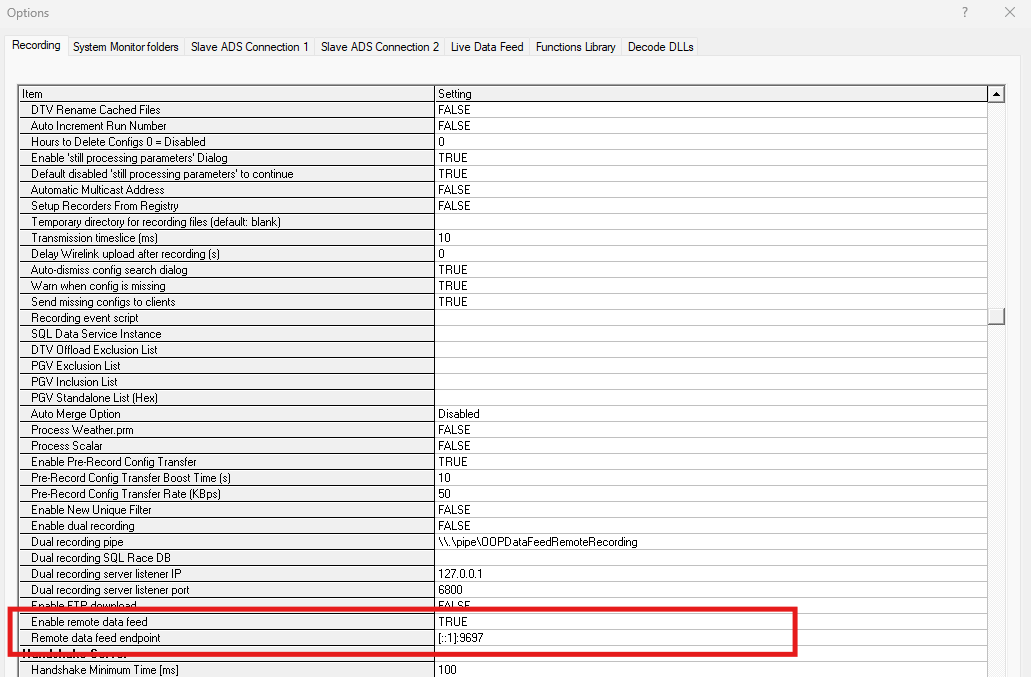 Options
?
Recording System Monitor folders Slave ADS Connection 1 Slave ADS Connection 2 Live Data Feed Functions Library Decode DLLs
Item Setting
DTV Rename Cached Files FALSE
Auto Increment Run Number FALSE
Hours to Delete Configs 0 = Disabled 0
Enable 'still processing parameters' Dialog TRUE
Default disabled 'still processing parameters' to continue TRUE
Automatic Multicast Address FALSE
Setup Recorders From Registry FALSE
Temporary directory for recording files (default: blank)
Transmission timeslice (ms) 10
Delay Wirelink upload after recording (s) 0
Auto-dismiss config search dialog TRUE
Warn when config is missing TRUE
Send missing configs to clients TRUE
Recording event script
SQL Data Service Instance
DTV Offload Exclusion List
PGV Exclusion List
PGV Inclusion List
PGV Standalone List (Hex)
Auto Merge Option Disabled
Process Weather.prm FALSE
Process Scalar FALSE
Enable Pre-Record Config Transfer TRUE
Pre-Record Config Transfer Boost Time (s) 10
Pre-Record Config Transfer Rate (KBps) 50
Enable New Unique Filter FALSE
Enable dual recording FALSE
Dual recording pipe \\.\pipe\OOPDataFeedRemoteRecording
Dual recording SQL Race DB
Dual recording server listener IP 127.0.0.1
Dual recording server listener port 6800
Enable FTP download FALSE
Enable remote data feed TRUE
Remote data feed endpoint [::1]:9697
Handshake Server
Handshake Minimum Time [ms] 100